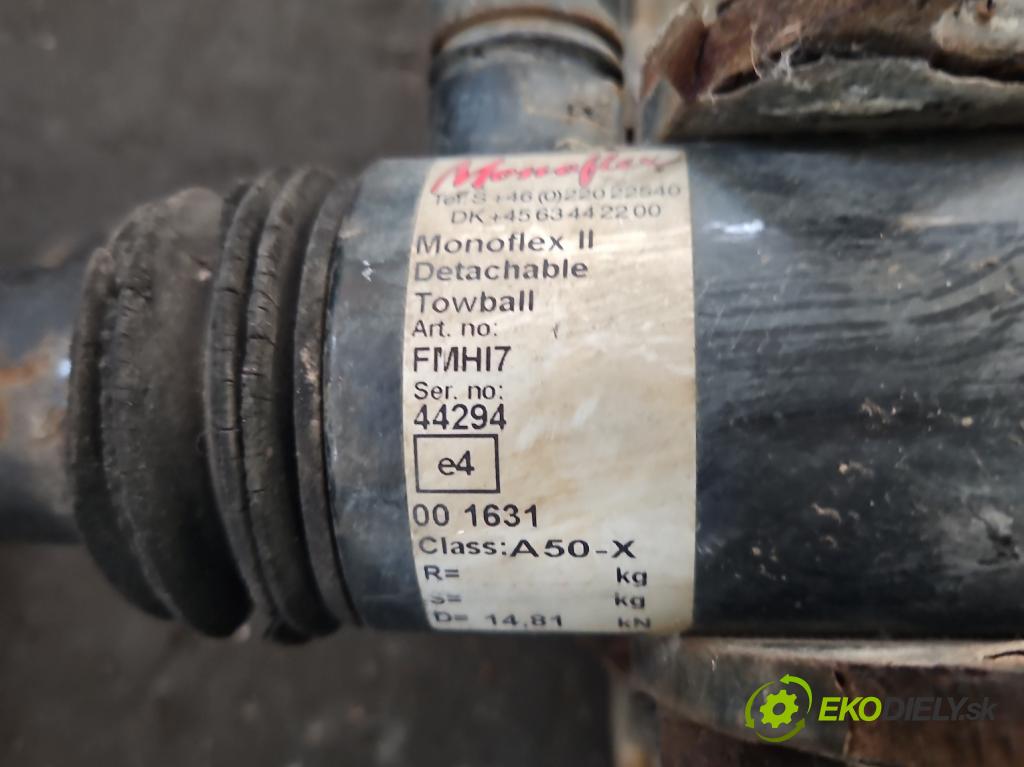 Monoflex
Tel. S +46 (0)220 22540
DK +45 63 44 22 00
Monoflex II
Detachable
Towball
Art. no:
FMHI7
Ser. no:
44294
e4
00 1631
Class: A50-X
R= kg
S= kg
D= 14,81 kN
EKODIELY.sk